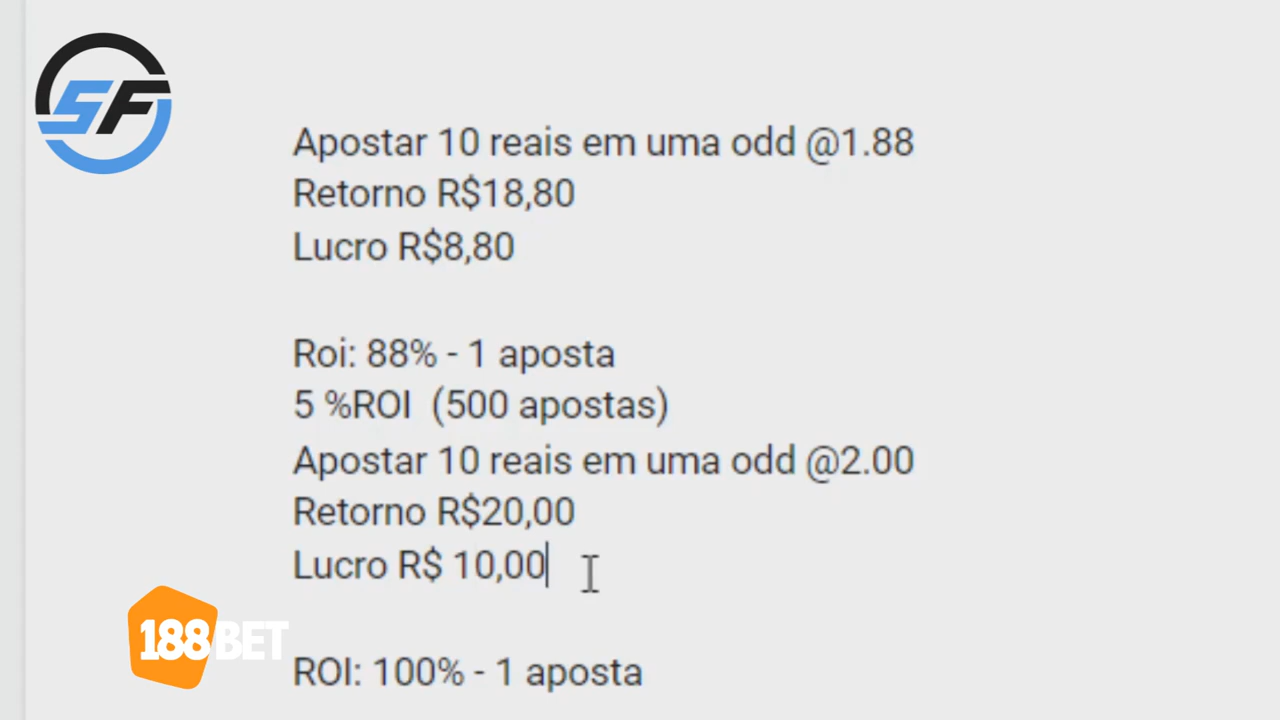 SF
Apostar 10 reais em uma odd @1.88
Retorno R$18,80
Lucro R$8,80
Roi: 88% - 1 aposta
5 %ROI  (500 apostas)
Apostar 10 reais em uma odd @2.00
Retorno R$20,00
Lucro R$ 10,00
188BET
ROI: 100% - 1 aposta